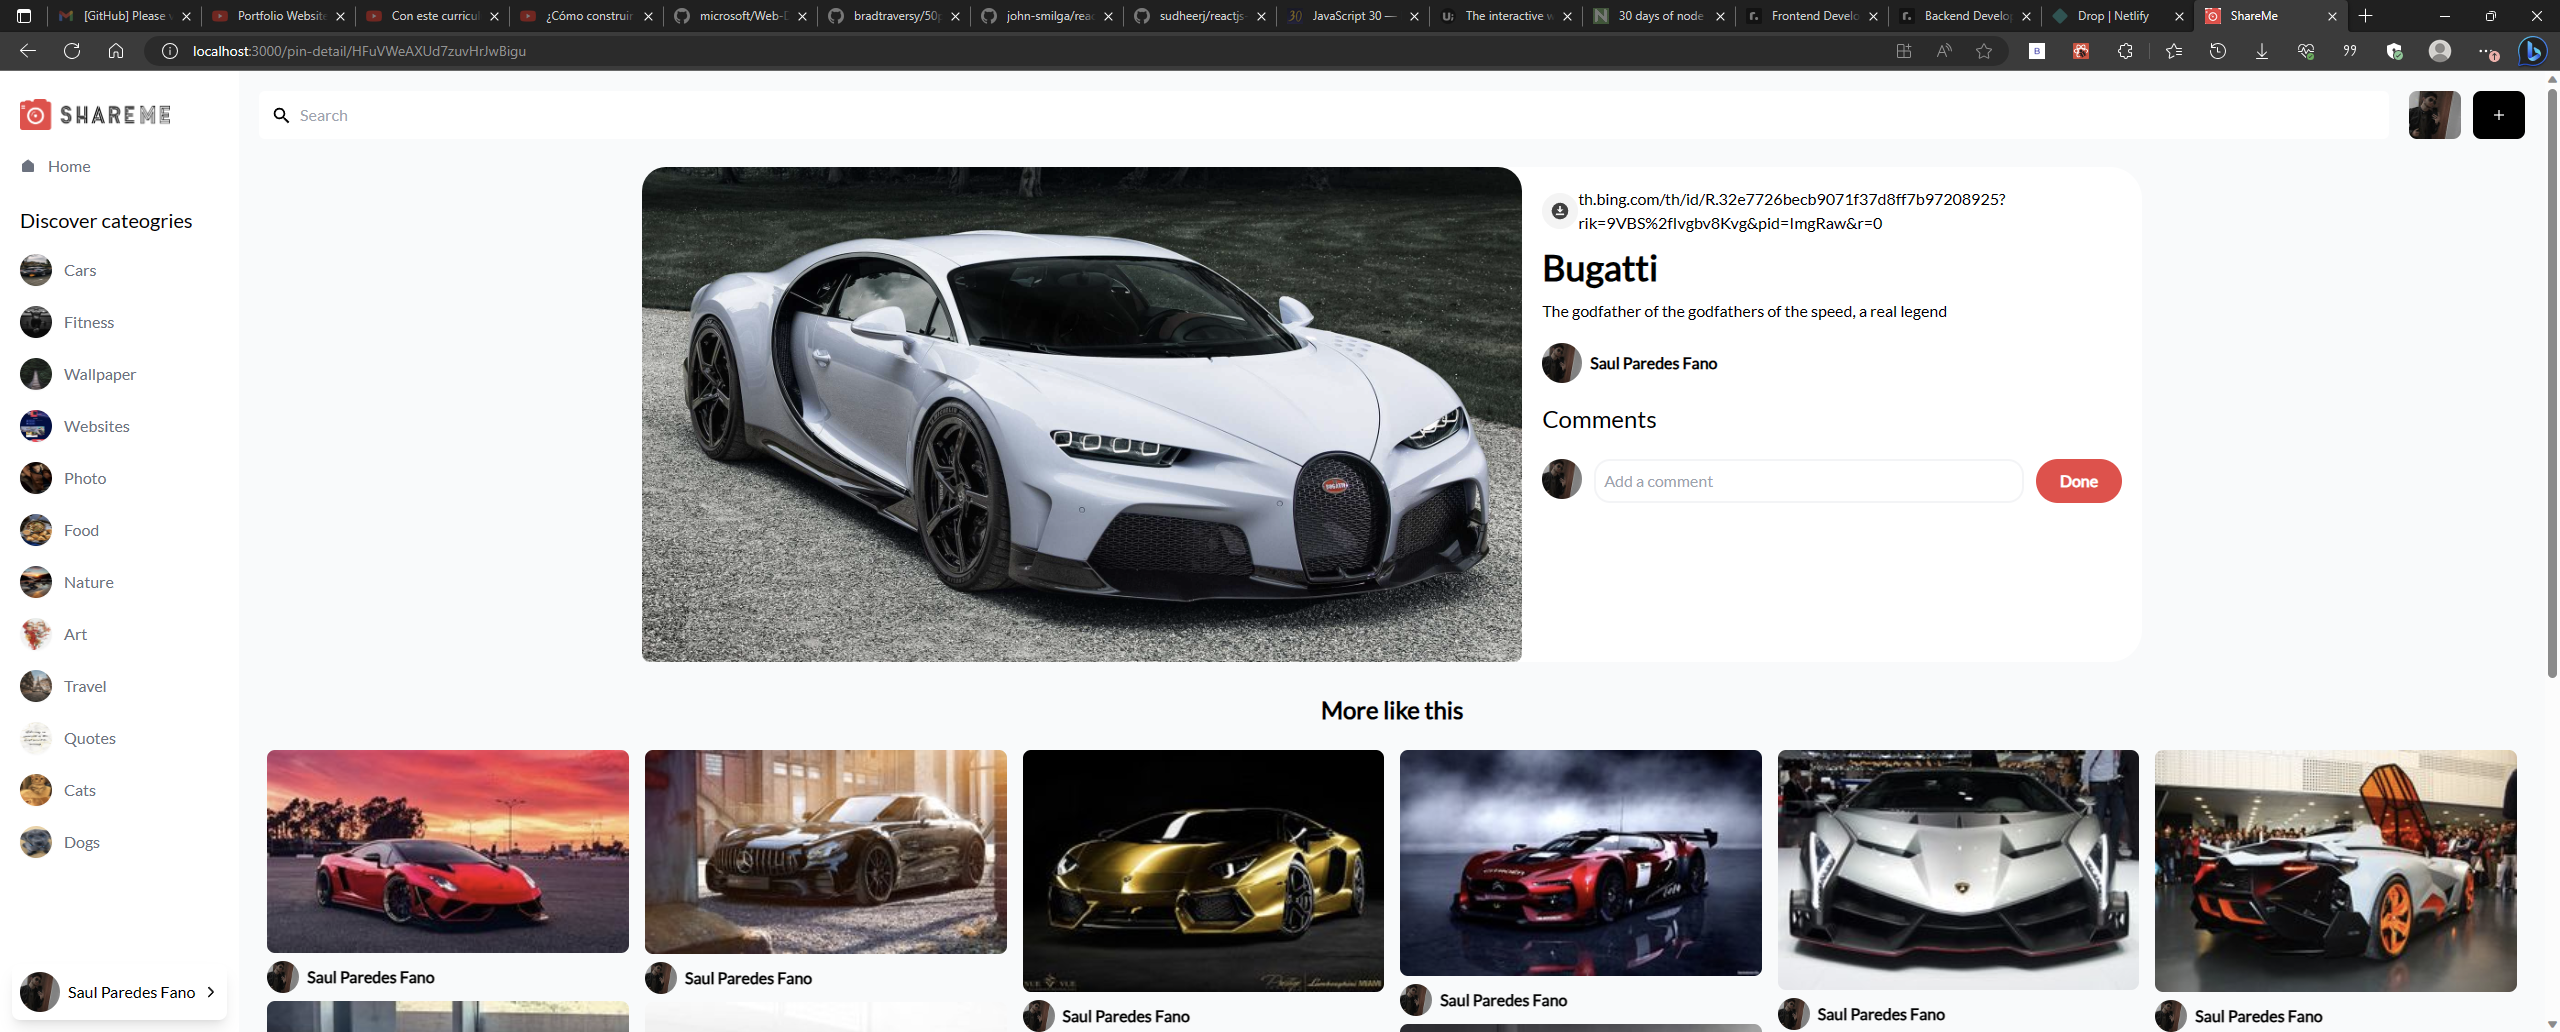 [GitHub] Please
Portfolio Website
Con este curricul
¿Cómo construir
microsoft/Web-D
bradtraversy/50p
john-smilga/reac
sudheerj/reactjs-
30 JavaScript 30 —
The interactive w
30 days of node
Frontend Develo
Backend Develop
Drop | Netlify
ShareMe
localhost:3000/pin-detail/HFuVWeAXUd7zuvHrJwBigu
SHAREME
Search
+
Home
Discover cateogries
Cars
Fitness
Wallpaper
Websites
Photo
Food
Nature
Art
Travel
Quotes
Cats
Dogs
Saul Paredes Fano
th.bing.com/th/id/R.32e7726becb9071f37d8ff7b97208925?
rik=9VBS%2fIvgbv8Kvg&pid=ImgRaw&r=0
Bugatti
The godfather of the godfathers of the speed, a real legend
Saul Paredes Fano
Comments
Add a comment
Done
More like this
Saul Paredes Fano
Saul Paredes Fano
Saul Paredes Fano
Saul Paredes Fano
Saul Paredes Fano
Saul Paredes Fano